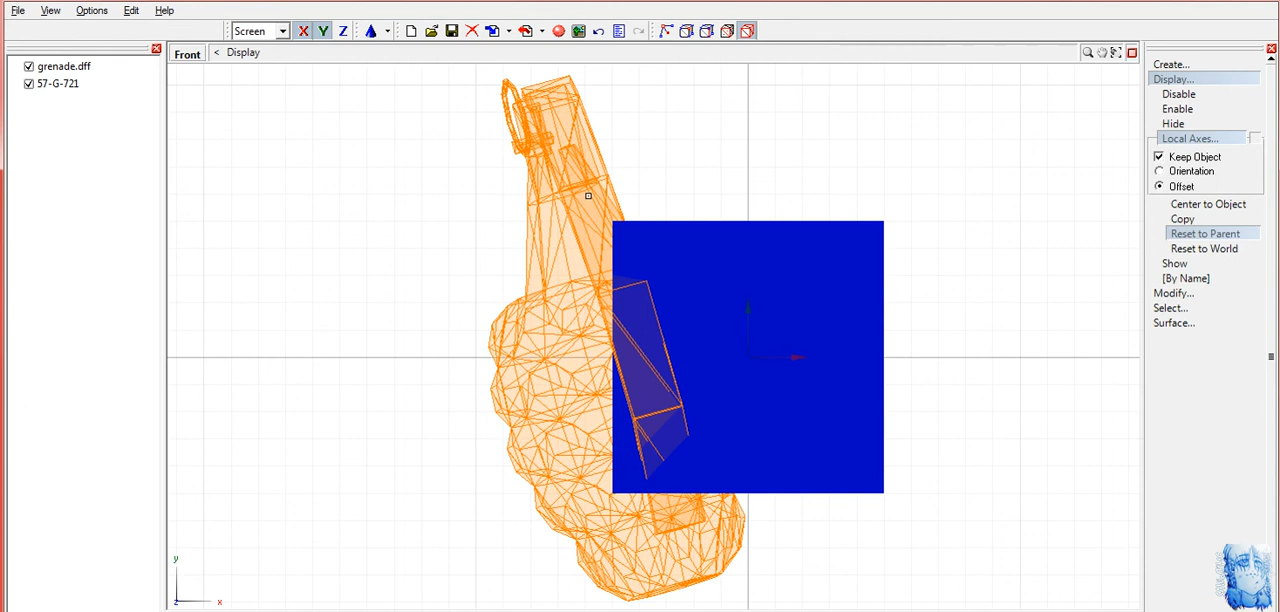 File View Options Edit Help
Screen X Y Z
grenade.dff
57-G-721
Front < Display
Create...
Display...
Disable
Enable
Hide
Local Axes...
Keep Object
Orientation
Offset
Center to Object
Copy
Reset to Parent
Reset to World
Show
[By Name]
Modify...
Select...
Surface...
y
z x